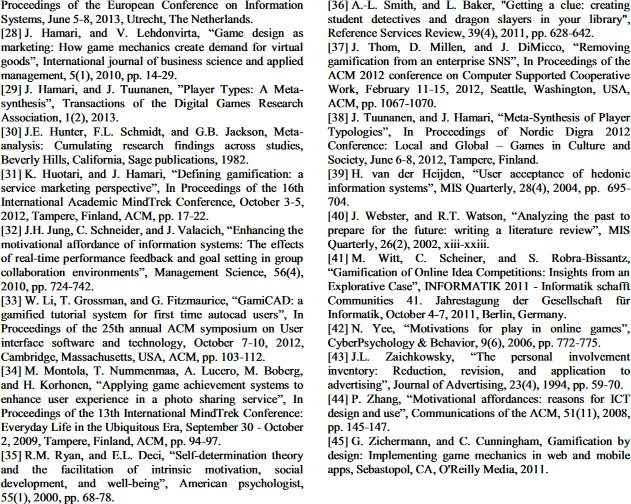 Proceedings of the European Conference on Information
Systems, June 5-8, 2013, Utrecht, The Netherlands.
[28] J. Hamari, and V. Lehdonvirta, “Game design as
marketing: How game mechanics create demand for virtual
goods”, International journal of business science and applied
management, 5(1), 2010, pp. 14-29.
[29] J. Hamari, and J. Tuunanen, ”Player Types: A Meta-
synthesis”, Transactions of the Digital Games Research
Association, 1(2), 2013.
[30] J.E. Hunter, F.L. Schmidt, and G.B. Jackson, Meta-
analysis: Cumulating research findings across studies,
Beverly Hills, California, Sage publications, 1982.
[31] K. Huotari, and J. Hamari, “Defining gamification: a
service marketing perspective”, In Proceedings of the 16th
International Academic MindTrek Conference, October 3-5,
2012, Tampere, Finland, ACM, pp. 17-22.
[32] J.H. Jung, C. Schneider, and J. Valacich, “Enhancing the
motivational affordance of information systems: The effects
of real-time performance feedback and goal setting in group
collaboration environments”, Management Science, 56(4),
2010, pp. 724-742.
[33] W. Li, T. Grossman, and G. Fitzmaurice, “GamiCAD: a
gamified tutorial system for first time autocad users”, In
Proceedings of the 25th annual ACM symposium on User
interface software and technology, October 7-10, 2012,
Cambridge, Massachusetts, USA, ACM, pp. 103-112.
[34] M. Montola, T. Nummenmaa, A. Lucero, M. Boberg,
and H. Korhonen, “Applying game achievement systems to
enhance user experience in a photo sharing service”, In
Proceedings of the 13th International MindTrek Conference:
Everyday Life in the Ubiquitous Era, September 30 - October
2, 2009, Tampere, Finland, ACM, pp. 94-97.
[35] R.M. Ryan, and E.L. Deci, “Self-determination theory
and the facilitation of intrinsic motivation, social
development, and well-being”, American psychologist,
55(1), 2000, pp. 68-78.
[36] A.-L. Smith, and L. Baker, "Getting a clue: creating
student detectives and dragon slayers in your library",
Reference Services Review, 39(4), 2011, pp. 628-642.
[37] J. Thom, D. Millen, and J. DiMicco, “Removing
gamification from an enterprise SNS”, In Proceedings of the
ACM 2012 conference on Computer Supported Cooperative
Work, February 11-15, 2012, Seattle, Washington, USA,
ACM, pp. 1067-1070.
[38] J. Tuunanen, and J. Hamari, “Meta-Synthesis of Player
Typologies”, In Proceedings of Nordic Digra 2012
Conference: Local and Global – Games in Culture and
Society, June 6-8, 2012, Tampere, Finland.
[39] H. van der Heijden, “User acceptance of hedonic
information systems”, MIS Quarterly, 28(4), 2004, pp. 695-
704.
[40] J. Webster, and R.T. Watson, “Analyzing the past to
prepare for the future: writing a literature review”, MIS
Quarterly, 26(2), 2002, xiii-xxiii.
[41] M. Witt, C. Scheiner, and S. Robra-Bissantz,
“Gamification of Online Idea Competitions: Insights from an
Explorative Case”, INFORMATIK 2011 - Informatik schafft
Communities 41. Jahrestagung der Gesellschaft für
Informatik, October 4-7, 2011, Berlin, Germany.
[42] N. Yee, “Motivations for play in online games”,
CyberPsychology & Behavior, 9(6), 2006, pp. 772-775.
[43] J.L. Zaichkowsky, “The personal involvement
inventory: Reduction, revision, and application to
advertising”, Journal of Advertising, 23(4), 1994, pp. 59-70.
[44] P. Zhang, “Motivational affordances: reasons for ICT
design and use”, Communications of the ACM, 51(11), 2008,
pp. 145-147.
[45] G. Zichermann, and C. Cunningham, Gamification by
design: Implementing game mechanics in web and mobile
apps, Sebastopol, CA, O'Reilly Media, 2011.